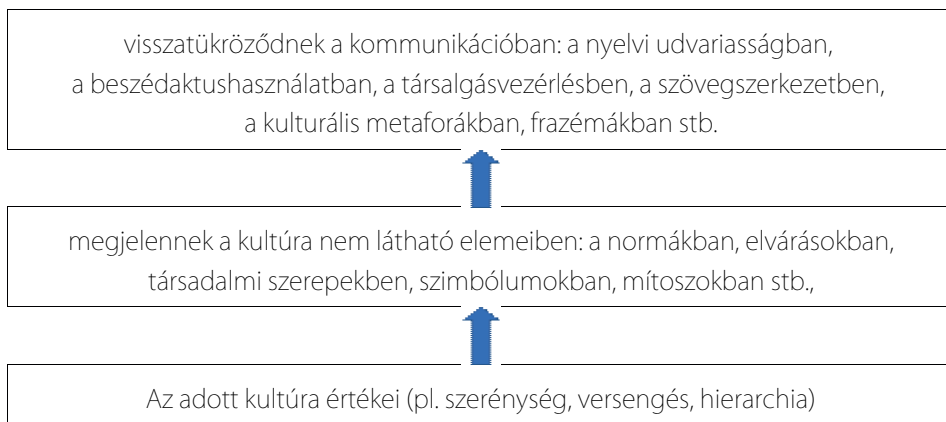 visszatükröződnek a kommunikációban: a nyelvi udvariasságban,
a beszédaktushasználatban, a társalgásvezérlésben, a szövegszerkezetben,
a kulturális metaforákban, frazémákban stb.
megjelennek a kultúra nem látható elemeiben: a normákban, elvárásokban,
társadalmi szerepekben, szimbólumokban, mítoszokban stb.,
Az adott kultúra értékei (pl. szerénység, versengés, hierarchia)